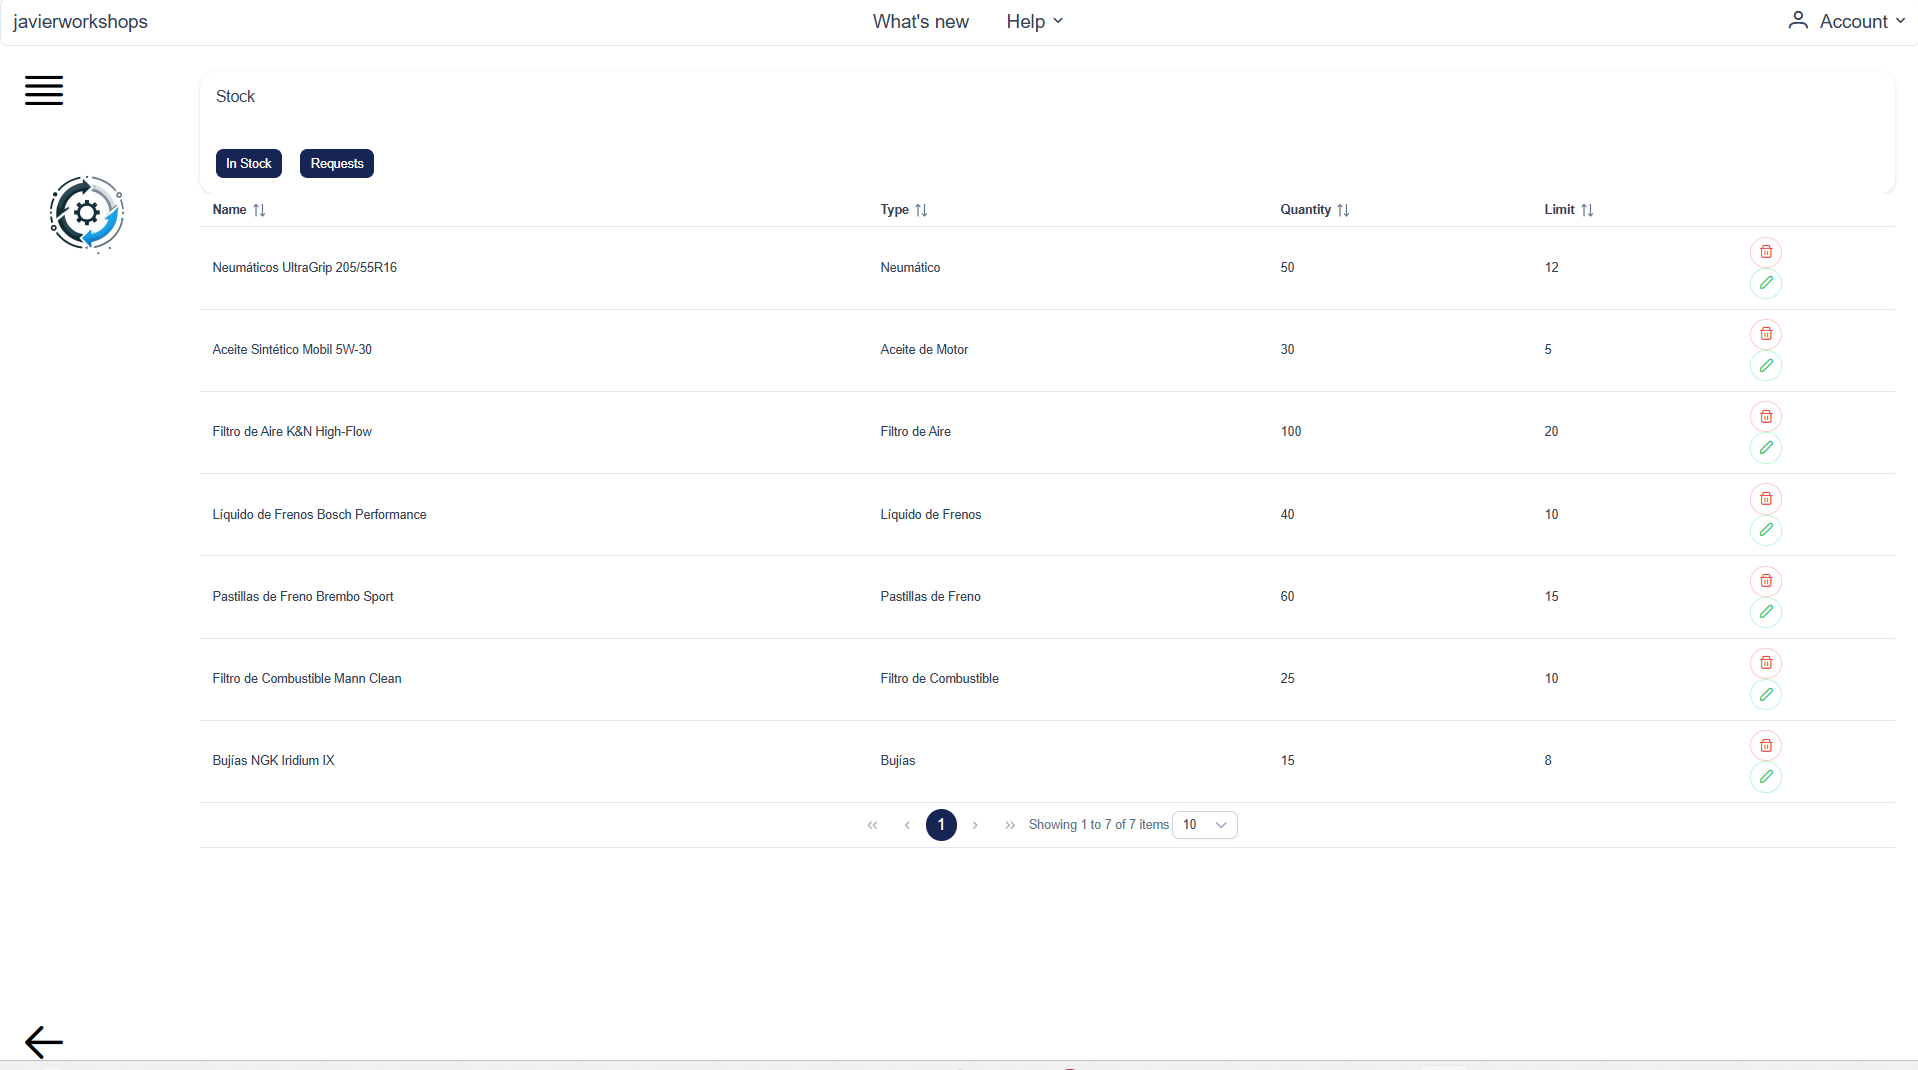 javierworkshops What's new Help Account
Stock
In Stock Requests
Name Type Quantity Limit
Neumáticos UltraGrip 205/55R16 Neumático 50 12
Aceite Sintético Mobil 5W-30 Aceite de Motor 30 5
Filtro de Aire K&N High-Flow Filtro de Aire 100 20
Líquido de Frenos Bosch Performance Líquido de Frenos 40 10
Pastillas de Freno Brembo Sport Pastillas de Freno 60 15
Filtro de Combustible Mann Clean Filtro de Combustible 25 10
Bujías NGK Iridium IX Bujías 15 8
1 Showing 1 to 7 of 7 items 10